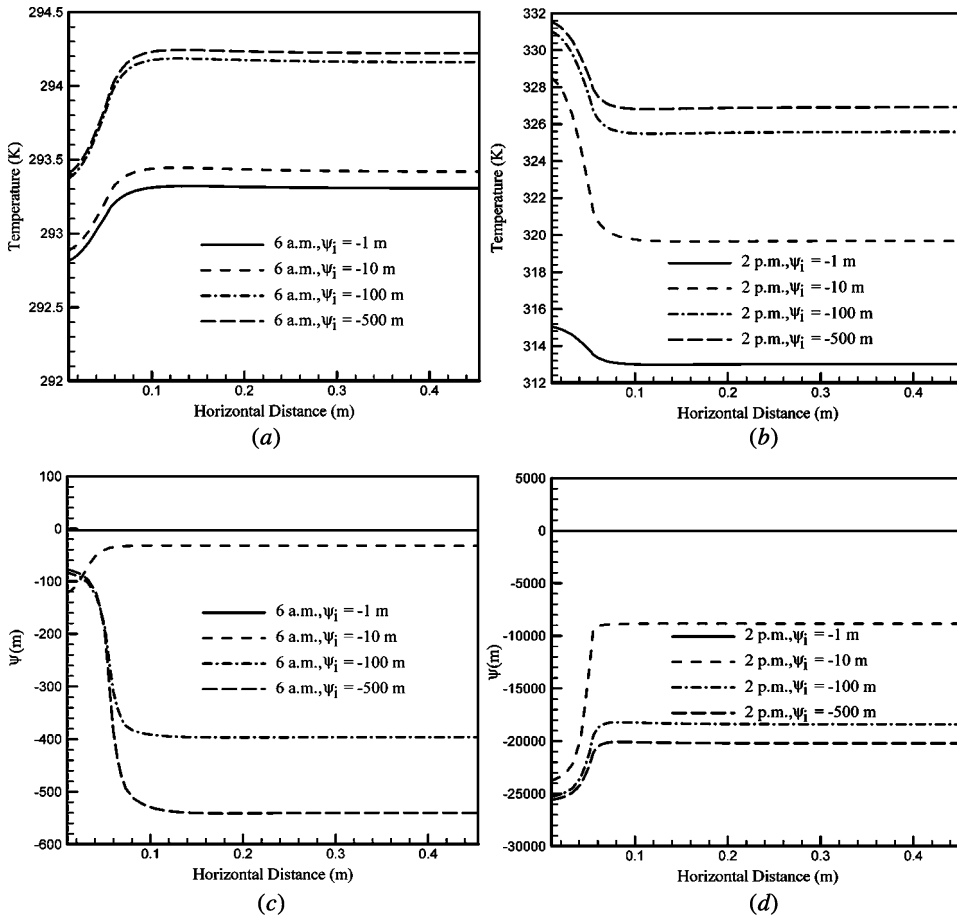 294.5
294
293.5
293
292.5
292
Temperature (K)
6 a.m.,ψi = -1 m
6 a.m.,ψi = -10 m
6 a.m.,ψi = -100 m
6 a.m.,ψi = -500 m
0.1 0.2 0.3 0.4
Horizontal Distance (m)
(a)
332
330
328
326
324
322
320
318
316
314
312
Temperature (K)
2 p.m.,ψi = -1 m
2 p.m.,ψi = -10 m
2 p.m.,ψi = -100 m
2 p.m.,ψi = -500 m
0.1 0.2 0.3 0.4
Horizontal Distance (m)
(b)
100
0
-100
-200
-300
-400
-500
-600
Ψ(m)
6 a.m.,ψi = -1 m
6 a.m.,ψi = -10 m
6 a.m.,ψi = -100 m
6 a.m.,ψi = -500 m
0.1 0.2 0.3 0.4
Horizontal Distance (m)
(c)
5000
0
-5000
-10000
-15000
-20000
-25000
-30000
Ψ(m)
2 p.m.,ψi = -1 m
2 p.m.,ψi = -10 m
2 p.m.,ψi = -100 m
2 p.m.,ψi = -500 m
0.1 0.2 0.3 0.4
Horizontal Distance (m)
(d)